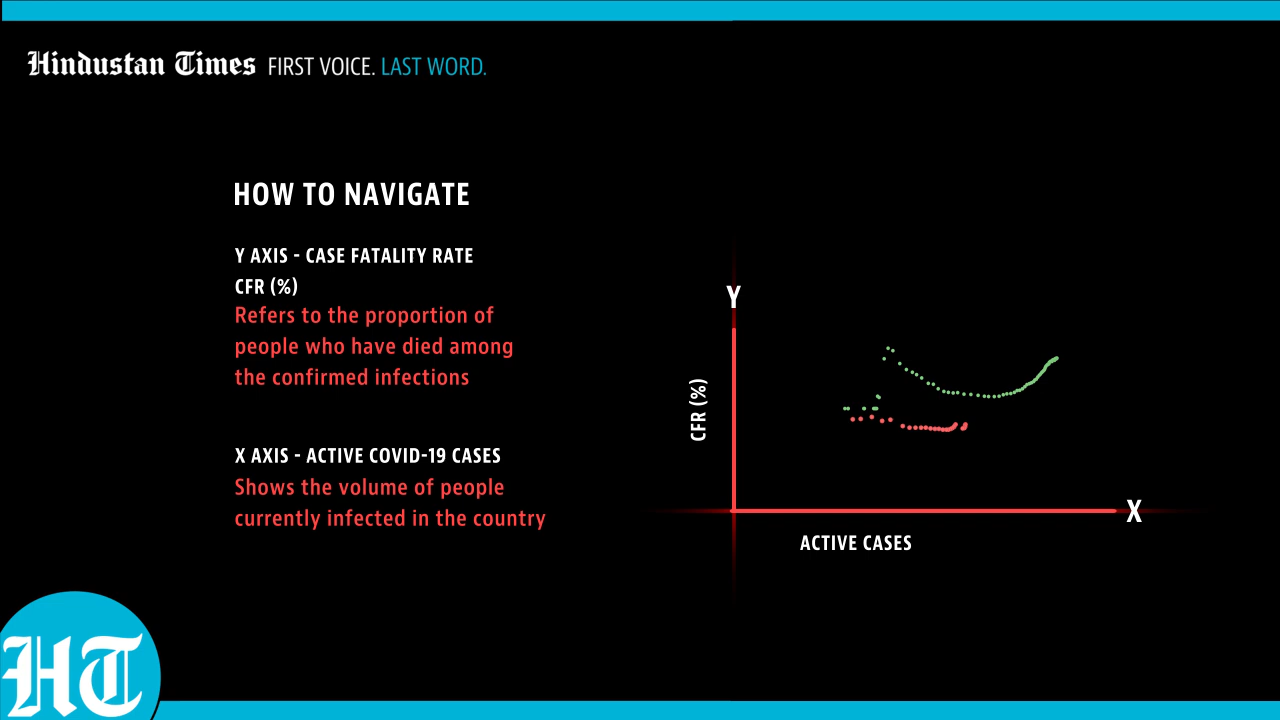 Hindustan Times FIRST VOICE. LAST WORD.
HOW TO NAVIGATE
Y AXIS - CASE FATALITY RATE
CFR (%)
Refers to the proportion of
people who have died among
the confirmed infections
X AXIS - ACTIVE COVID-19 CASES
Shows the volume of people
currently infected in the country
Y
CFR (%)
X
ACTIVE CASES
HT